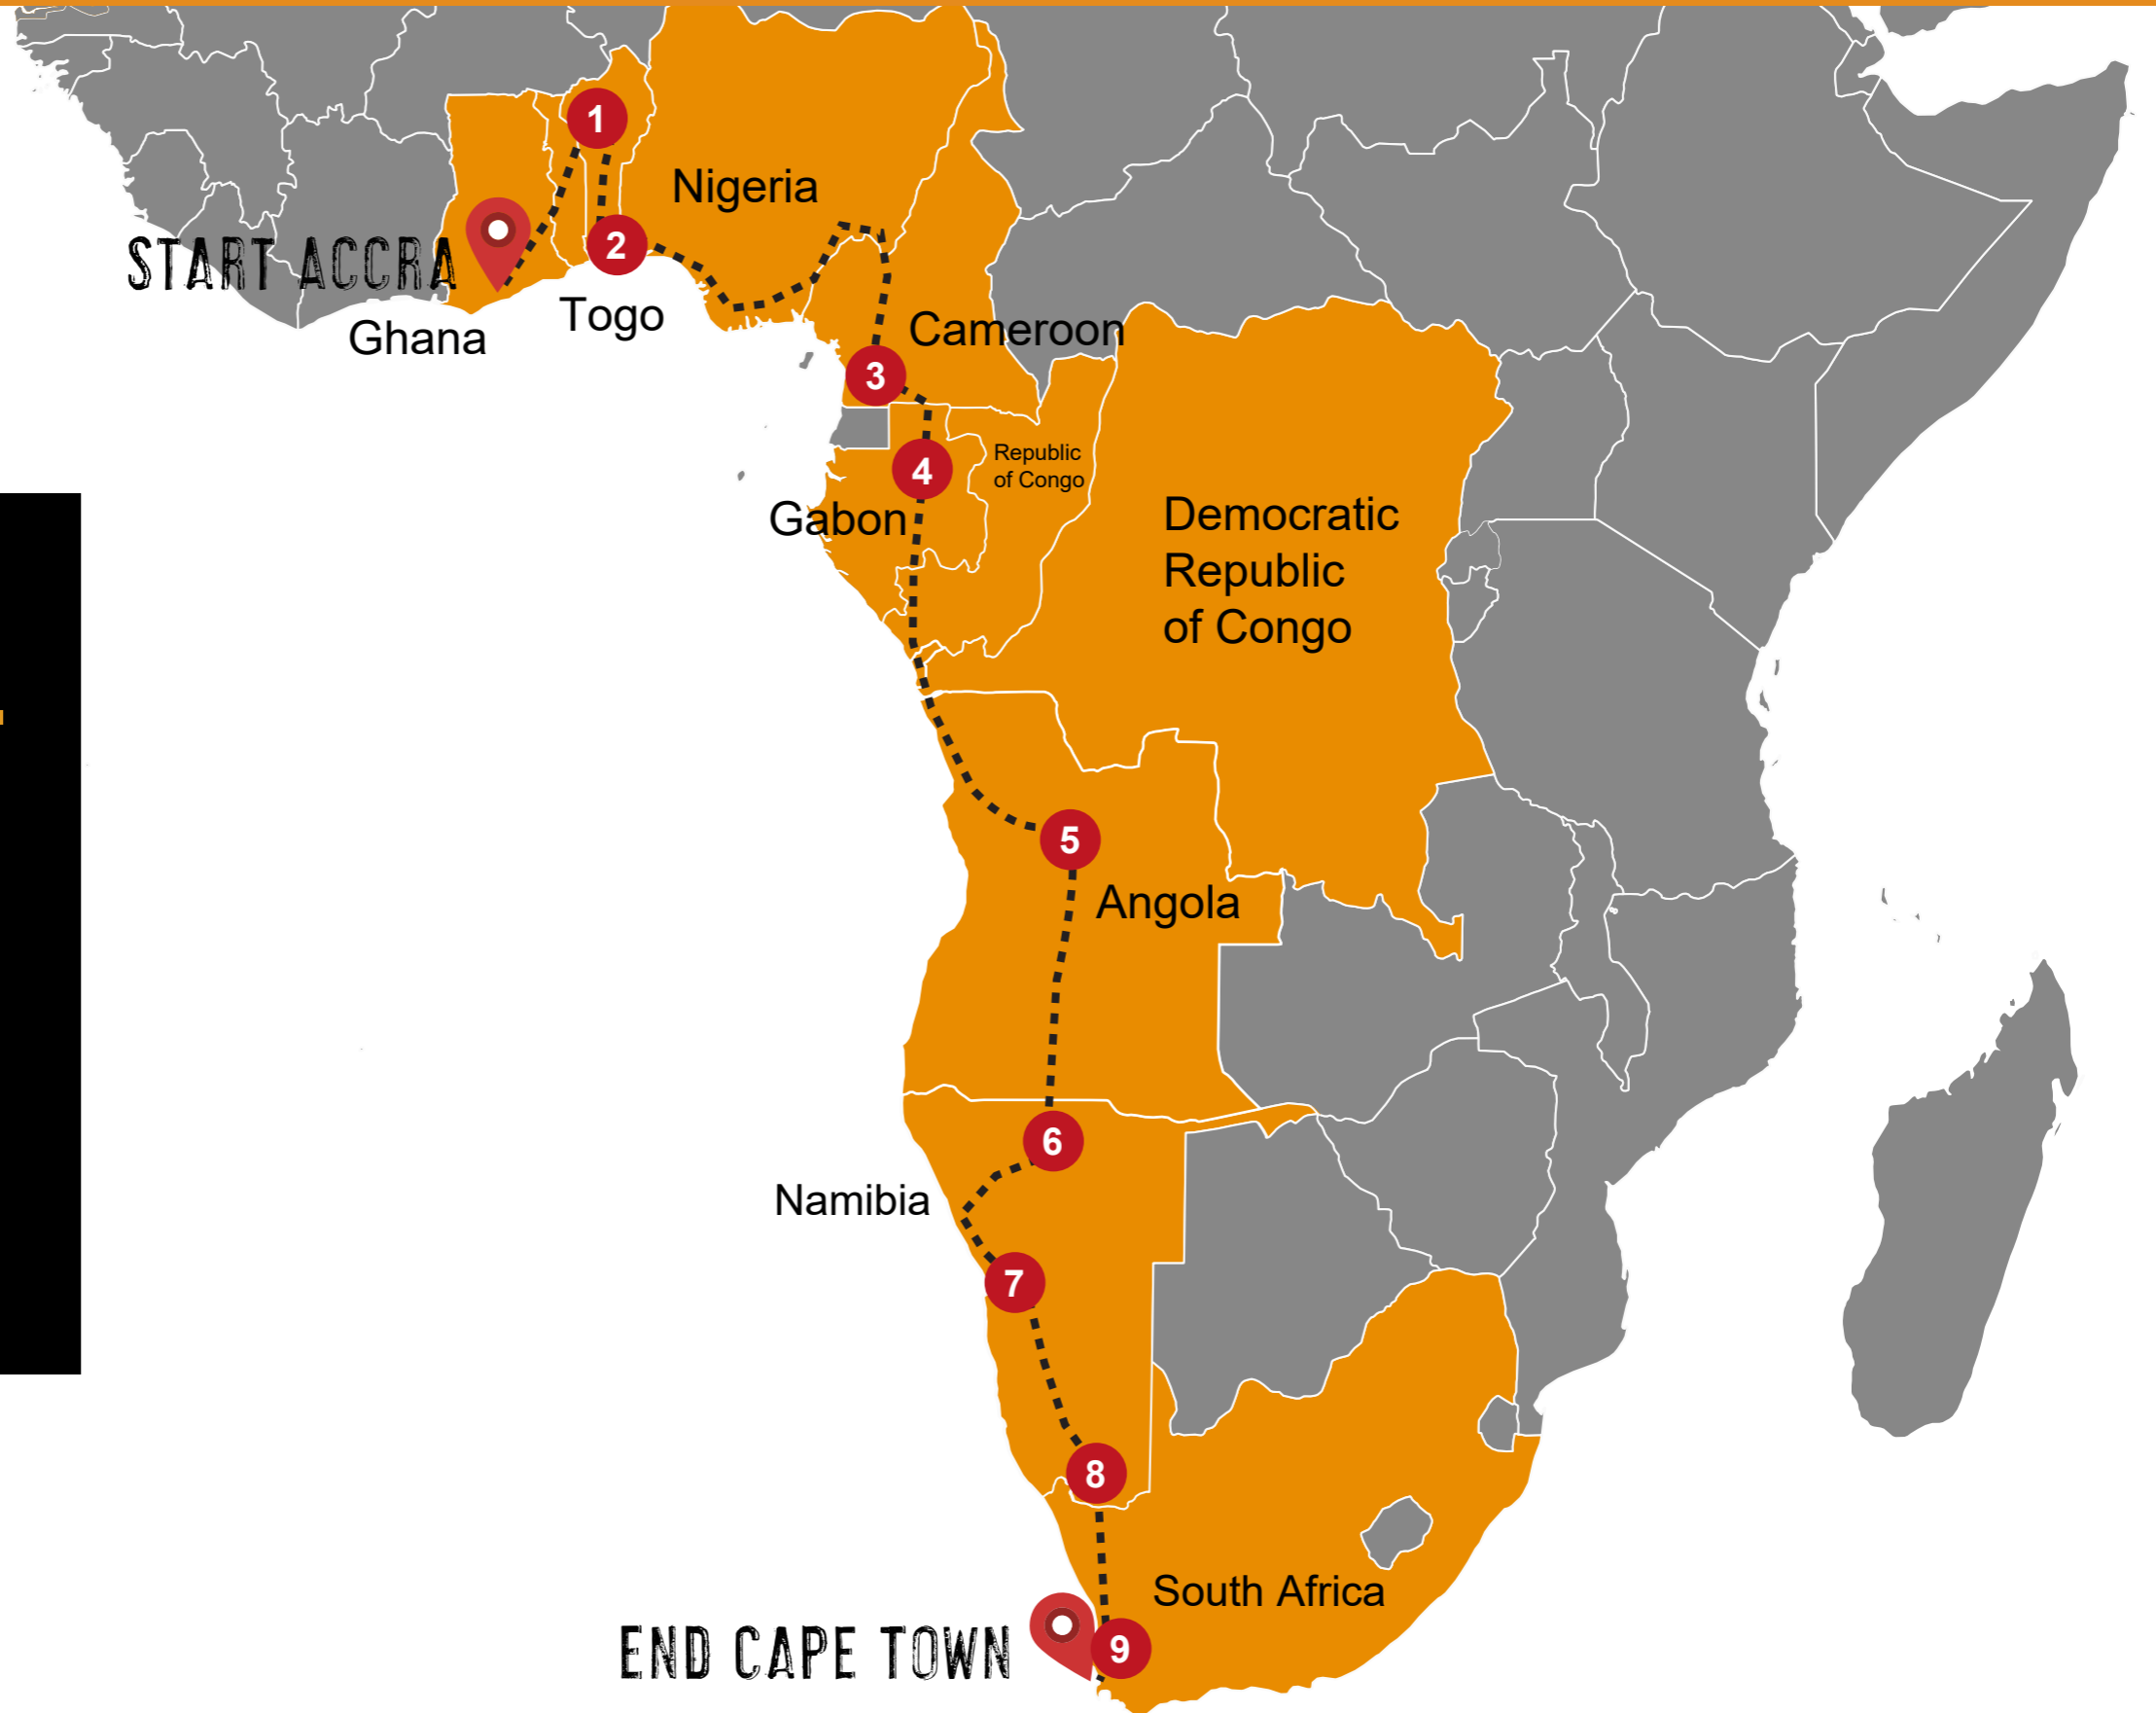 1
Nigeria
START ACCRA
2
Togo
Ghana
Cameroon
3
Republic
of Congo
4
Gabon
Democratic
Republic
of Congo
5
Angola
6
Namibia
7
8
South Africa
END CAPE TOWN
9